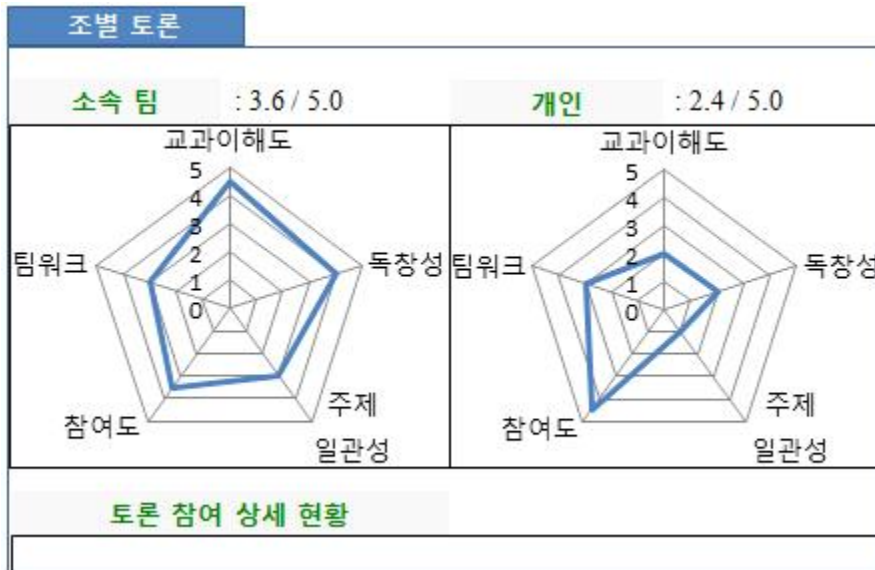 조별 토론
소속 팀 : 3.6 / 5.0
개인 : 2.4 / 5.0
교과이해도
5
4
3
2
1
0
팀워크
독창성
참여도
주제
일관성
교과이해도
5
4
3
2
1
0
팀워크
독창성
참여도
주제
일관성
토론 참여 상세 현황